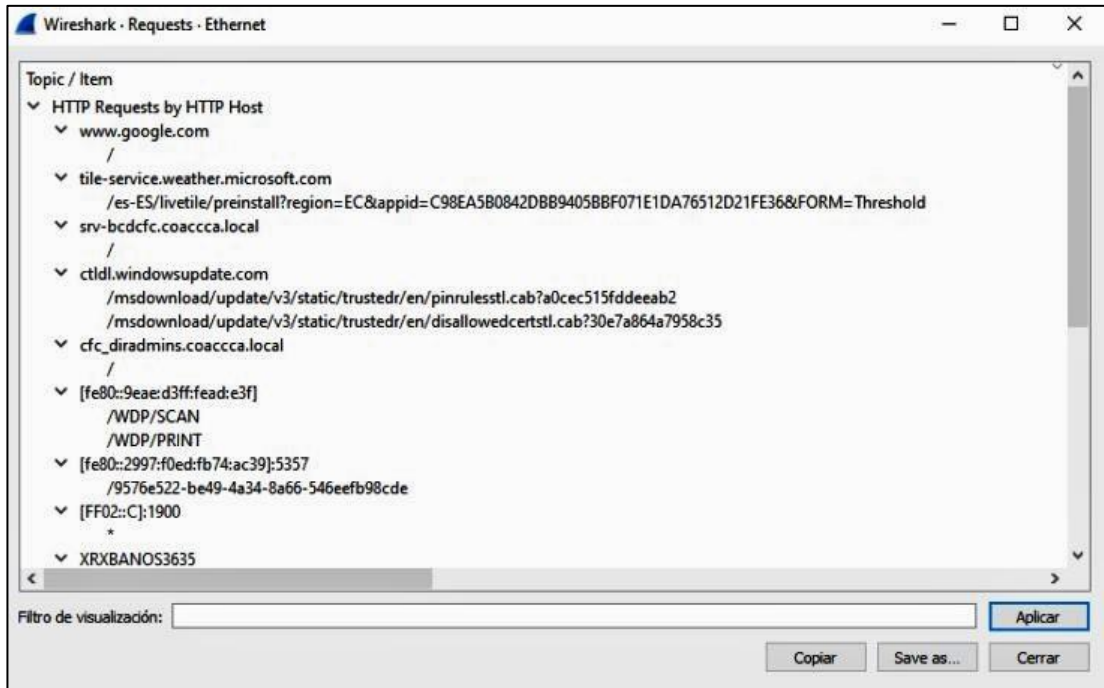 Wireshark · Requests · Ethernet
Topic / Item
HTTP Requests by HTTP Host
www.google.com
/
tile-service.weather.microsoft.com
/es-ES/livetile/preinstall?region=EC&appid=C98EA5B0842DBB9405BBF071E1DA76512D21FE36&FORM=Threshold
srv-bcdcfc.coaccca.local
/
ctldl.windowsupdate.com
/msdownload/update/v3/static/trustedr/en/pinrulesstl.cab?a0cec515fddeeab2
/msdownload/update/v3/static/trustedr/en/disallowedcertstl.cab?30e7a864a7958c35
cfc_diradmins.coaccca.local
/
[fe80::9eae:d3ff:fead:e3f]
/WDP/SCAN
/WDP/PRINT
[fe80::2997:f0ed:fb74:ac39]:5357
/9576e522-be49-4a34-8a66-546eefb98cde
[FF02::C]:1900
*
XRXBANOS3635
Filtro de visualización:
Aplicar
Copiar
Save as...
Cerrar